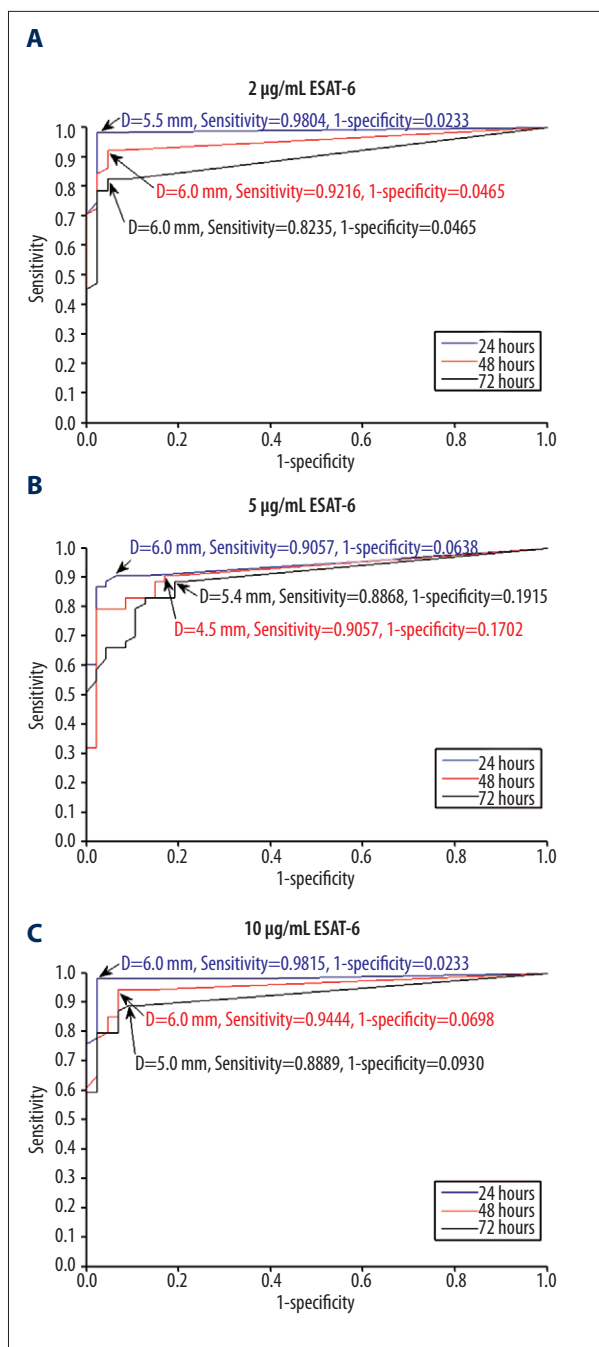 A
2 µg/mL ESAT-6
D=5.5 mm, Sensitivity=0.9804, 1-specificity=0.0233
D=6.0 mm, Sensitivity=0.9216, 1-specificity=0.0465
D=6.0 mm, Sensitivity=0.8235, 1-specificity=0.0465
1.0
0.9
0.8
0.7
0.6
0.5
0.4
0.3
0.2
0.1
0.0
Sensitivity
24 hours
48 hours
72 hours
0.0 0.2 0.4 0.6 0.8 1.0
1-specificity
B
5 µg/mL ESAT-6
D=6.0 mm, Sensitivity=0.9057, 1-specificity=0.0638
D=5.4 mm, Sensitivity=0.8868, 1-specificity=0.1915
D=4.5 mm, Sensitivity=0.9057, 1-specificity=0.1702
1.0
0.9
0.8
0.7
0.6
0.5
0.4
0.3
0.2
0.1
0.0
Sensitivity
24 hours
48 hours
72 hours
0.0 0.2 0.4 0.6 0.8 1.0
1-specificity
C
10 µg/mL ESAT-6
D=6.0 mm, Sensitivity=0.9815, 1-specificity=0.0233
D=6.0 mm, Sensitivity=0.9444, 1-specificity=0.0698
D=5.0 mm, Sensitivity=0.8889, 1-specificity=0.0930
1.0
0.9
0.8
0.7
0.6
0.5
0.4
0.3
0.2
0.1
0.0
Sensitivity
24 hours
48 hours
72 hours
0.0 0.2 0.4 0.6 0.8 1.0
1-specificity